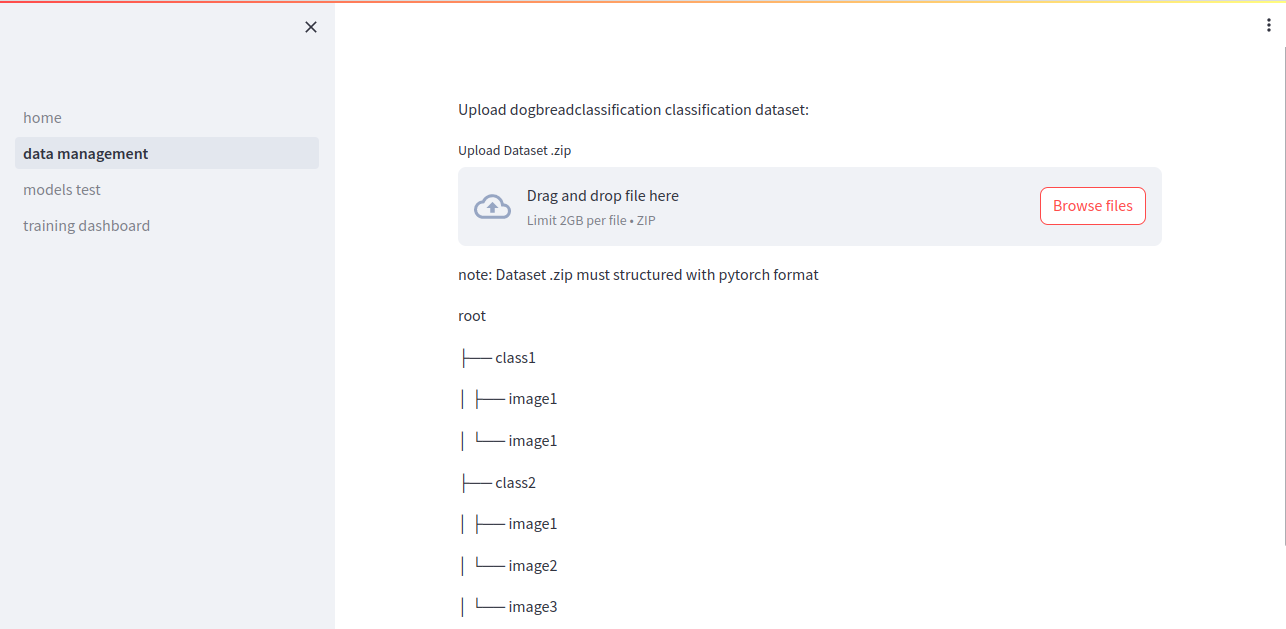 home
data management
models test
training dashboard
Upload dogbreadclassification classification dataset:
Upload Dataset .zip
Drag and drop file here
Limit 2GB per file • ZIP
Browse files
note: Dataset .zip must structured with pytorch format
root
├── class1
│ ├── image1
│ └── image1
├── class2
│ ├── image1
│ └── image2
│ └── image3